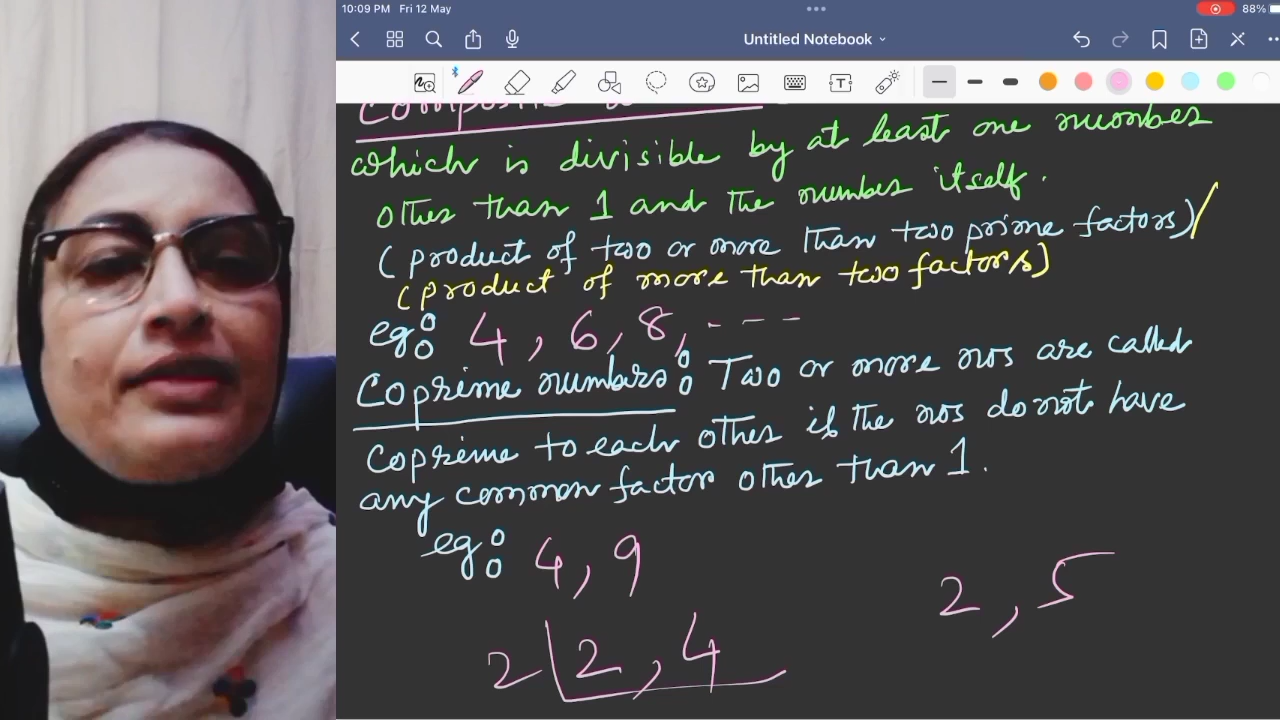 10:09 PM Fri 12 May
88%
Untitled Notebook
which is divisible by at least one number
other than 1 and the number itself.
(product of two or more than two prime factors)/
(product of more than two factors)
eg: 4, 6, 8, ----
Coprime numbers: Two or more nos are called
coprime to each other if the nos do not have
any common factor other than 1.
eg: 4, 9
2, 5
2 2, 4